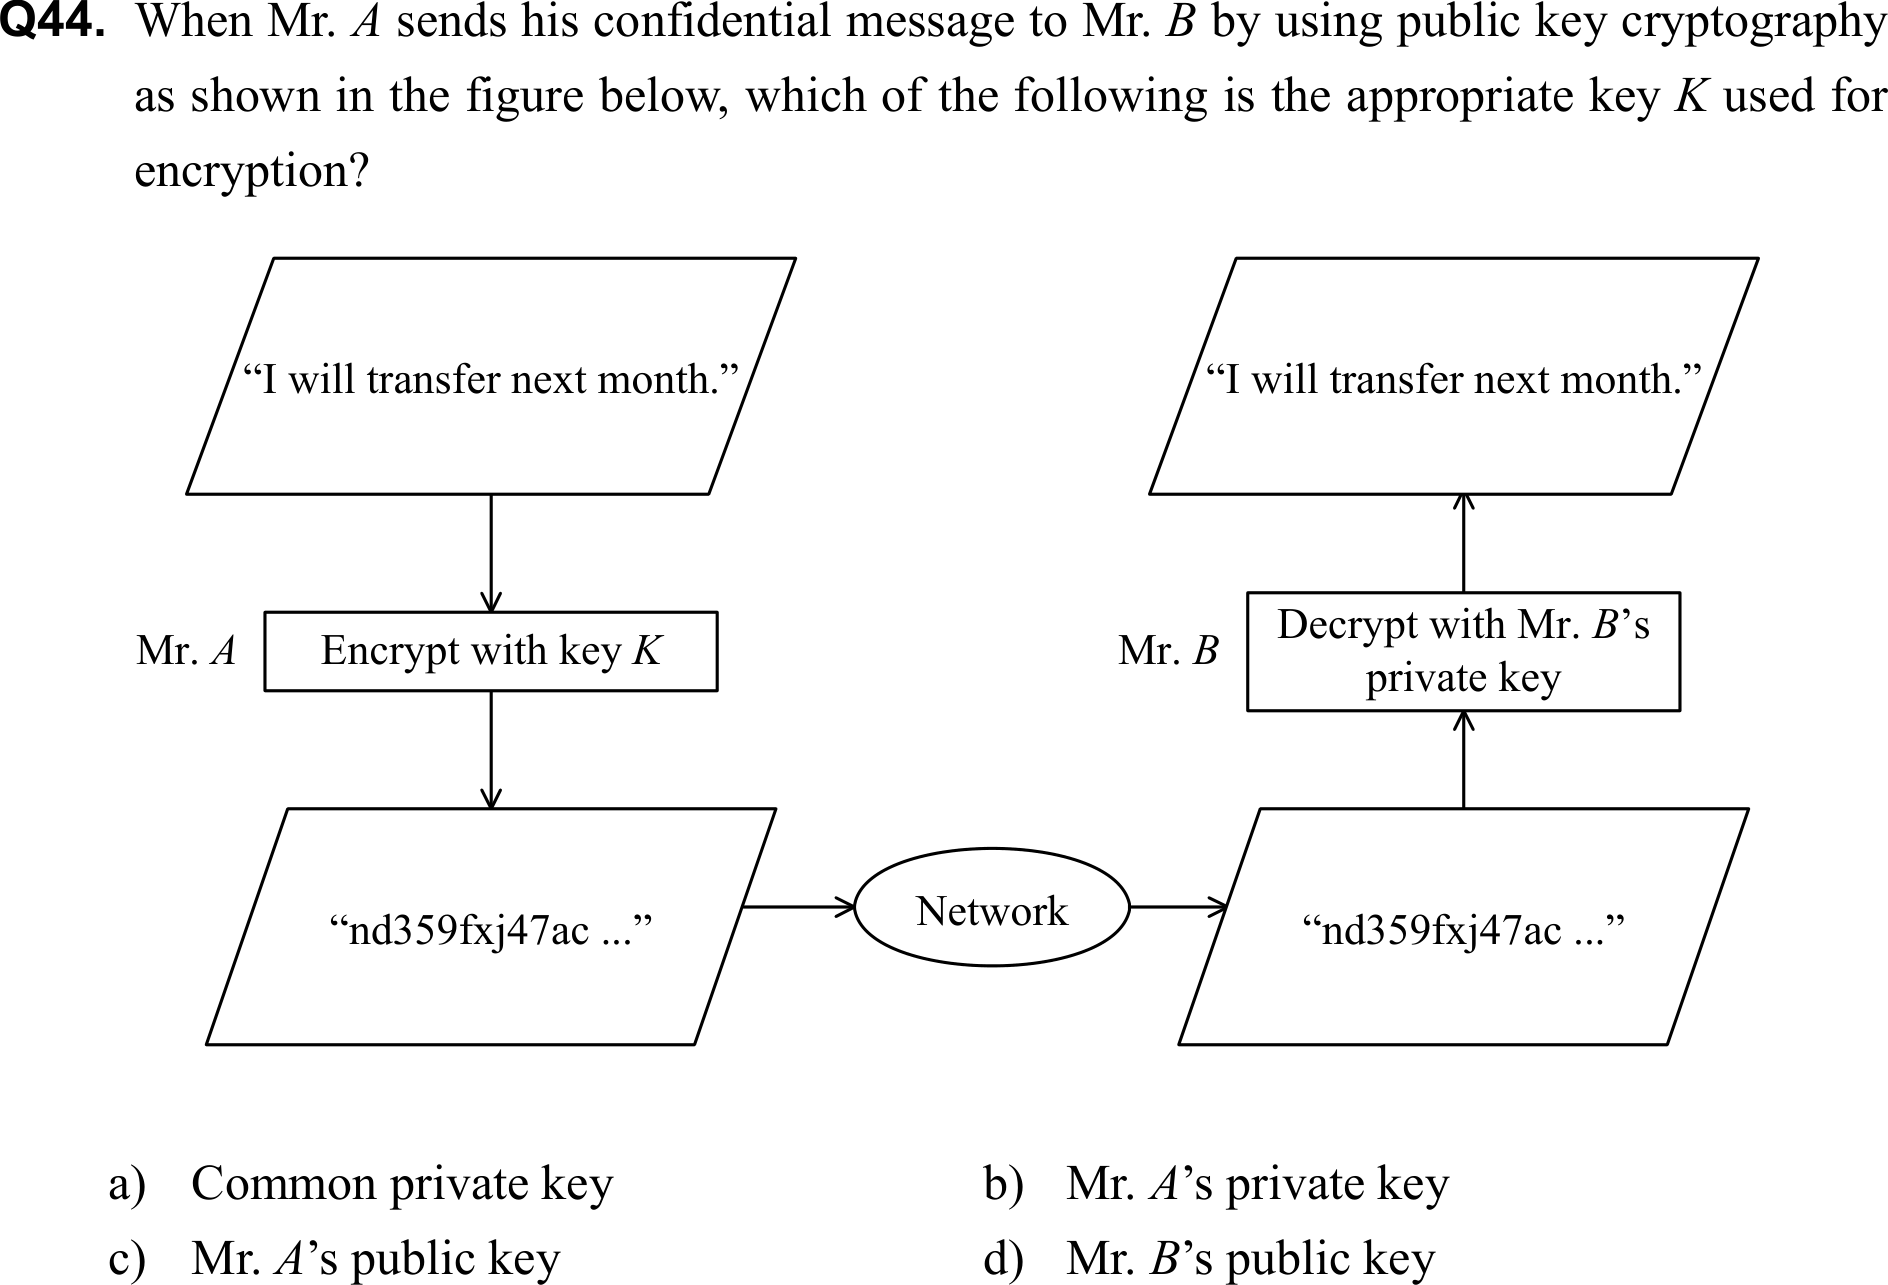 Q44. When Mr. A sends his confidential message to Mr. B by using public key cryptography
as shown in the figure below, which of the following is the appropriate key K used for
encryption?
“I will transfer next month.”
“I will transfer next month.”
Mr. A
Encrypt with key K
Mr. B
Decrypt with Mr. B’s
private key
“nd359fxj47ac ...”
Network
“nd359fxj47ac ...”
a) Common private key
b) Mr. A’s private key
c) Mr. A’s public key
d) Mr. B’s public key